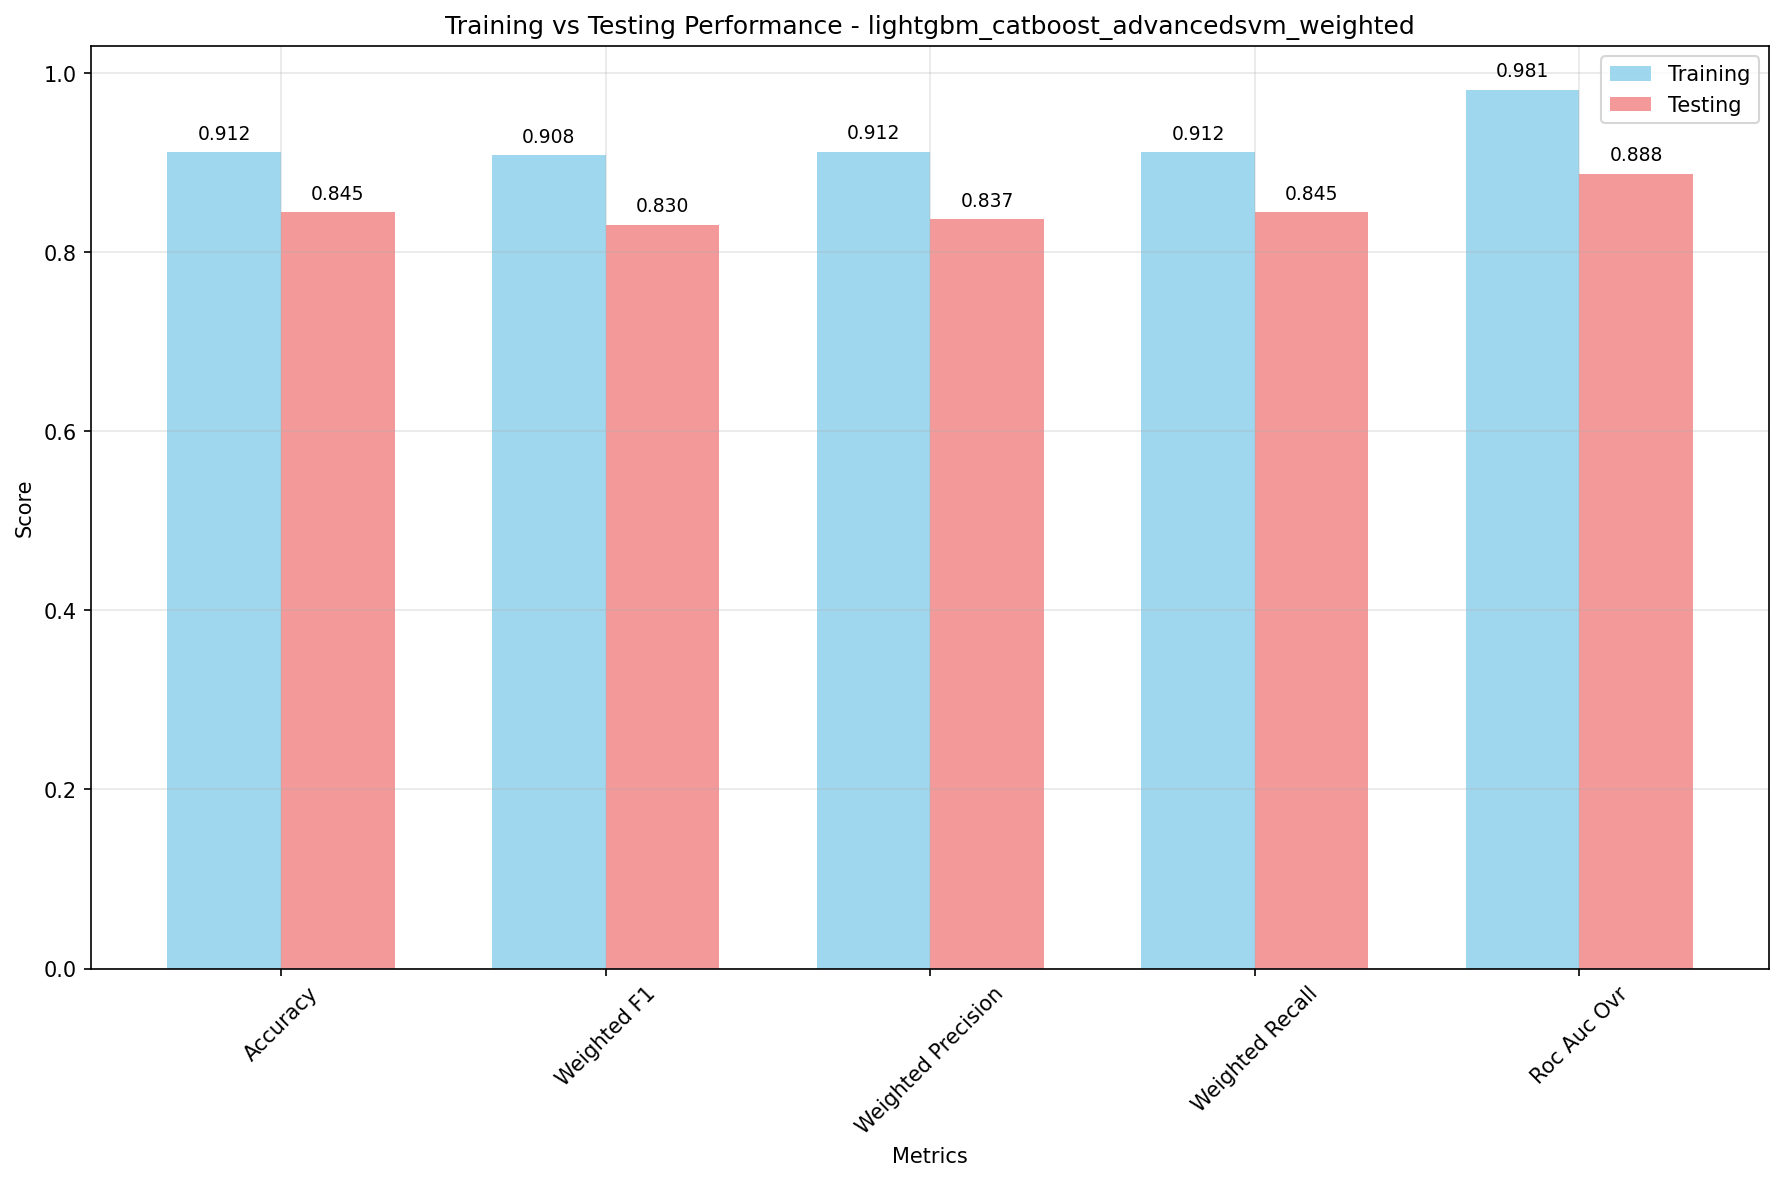 Training vs Testing Performance - lightgbm_catboost_advancedsvm_weighted
Training
Testing
1.0
0.8
0.6
0.4
0.2
0.0
Score
0.912
0.845
0.908
0.830
0.912
0.837
0.912
0.845
0.981
0.888
Accuracy
Weighted F1
Weighted Precision
Weighted Recall
Roc Auc Ovr
Metrics